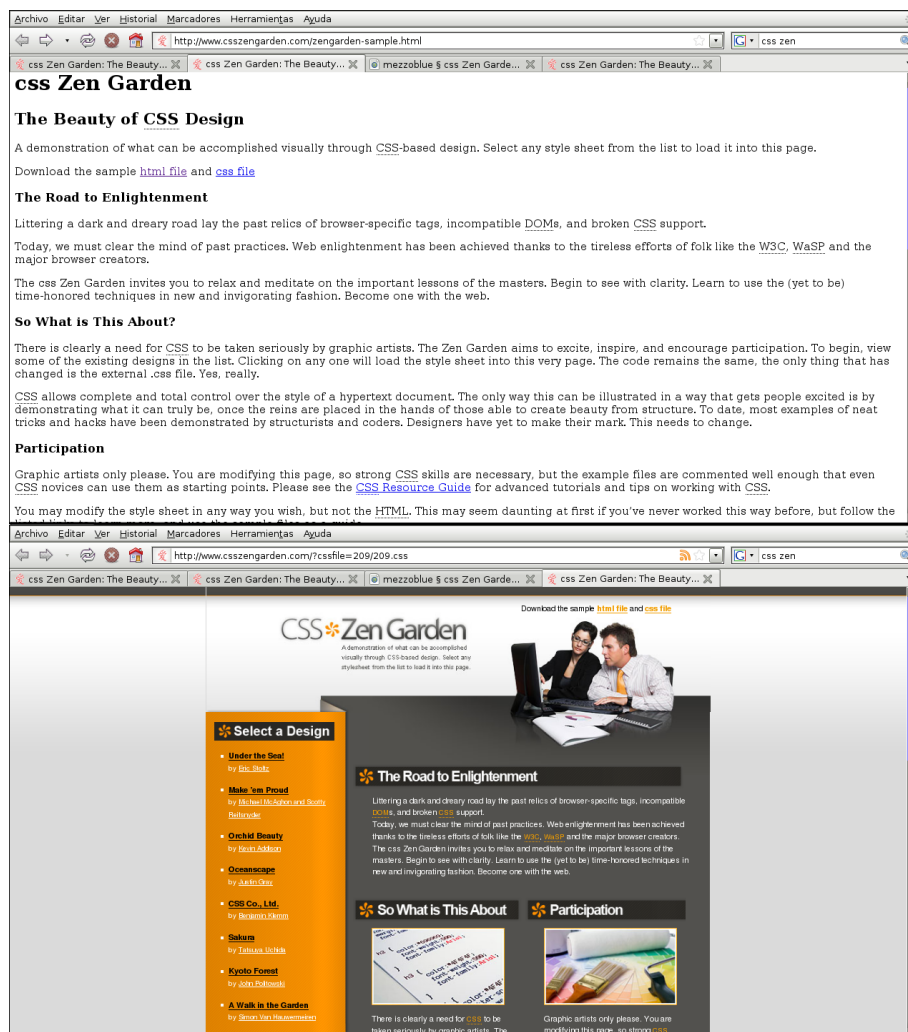 Archivo Editar Ver Historial Marcadores Herramientas Ayuda
http://www.csszengarden.com/zengarden-sample.html
G css zen
css Zen Garden: The Beauty... css Zen Garden: The Beauty... mezzoblue § css Zen Garde... css Zen Garden: The Beauty...
css Zen Garden
The Beauty of CSS Design
A demonstration of what can be accomplished visually through CSS-based design. Select any style sheet from the list to load it into this page.
Download the sample html file and css file
The Road to Enlightenment
Littering a dark and dreary road lay the past relics of browser-specific tags, incompatible DOMs, and broken CSS support.
Today, we must clear the mind of past practices. Web enlightenment has been achieved thanks to the tireless efforts of folk like the W3C, WaSP and the
major browser creators.
The css Zen Garden invites you to relax and meditate on the important lessons of the masters. Begin to see with clarity. Learn to use the (yet to be)
time-honored techniques in new and invigorating fashion. Become one with the web.
So What is This About?
There is clearly a need for CSS to be taken seriously by graphic artists. The Zen Garden aims to excite, inspire, and encourage participation. To begin, view
some of the existing designs in the list. Clicking on any one will load the style sheet into this very page. The code remains the same, the only thing that has
changed is the external .css file. Yes, really.
CSS allows complete and total control over the style of a hypertext document. The only way this can be illustrated in a way that gets people excited is by
demonstrating what it can truly be, once the reins are placed in the hands of those able to create beauty from structure. To date, most examples of neat
tricks and hacks have been demonstrated by structurists and coders. Designers have yet to make their mark. This needs to change.
Participation
Graphic artists only please. You are modifying this page, so strong CSS skills are necessary, but the example files are commented well enough that even
CSS novices can use them as starting points. Please see the CSS Resource Guide for advanced tutorials and tips on working with CSS.
You may modify the style sheet in any way you wish, but not the HTML. This may seem daunting at first if you've never worked this way before, but follow the
Archivo Editar Ver Historial Marcadores Herramientas Ayuda
http://www.csszengarden.com/?cssfile=209/209.css
G css zen
css Zen Garden: The Beauty... css Zen Garden: The Beauty... mezzoblue § css Zen Garde... css Zen Garden: The Beauty...
Download the sample html file and css file
CSS Zen Garden
A demonstration of what can be accomplished
visually through CSS-based design. Select any
stylesheet from the list to load it into this page.
Select a Design
Under the Sea!
by Eric Stoltz
Make 'em Proud
by Michael McAghon and Scotty
Reifsnyder
Orchid Beauty
by Kevin Addison
Oceanscape
by Justin Gray
CSS Co., Ltd.
by Benjamin Klemm
Sakura
by Tatsuya Uchida
Kyoto Forest
by John Politowski
A Walk in the Garden
by Simon Van Hauwermeiren
The Road to Enlightenment
Littering a dark and dreary road lay the past relics of browser-specific tags, incompatible
DOMs, and broken CSS support.
Today, we must clear the mind of past practices. Web enlightenment has been achieved
thanks to the tireless efforts of folk like the W3C, WaSP and the major browser creators.
The css Zen Garden invites you to relax and meditate on the important lessons of the
masters. Begin to see with clarity. Learn to use the (yet to be) time-honored techniques in
new and invigorating fashion. Become one with the web.
So What is This About
There is clearly a need for CSS to be
taken seriously by graphic artists. The
Participation
Graphic artists only please. You are
modifying this page, so strong CSS